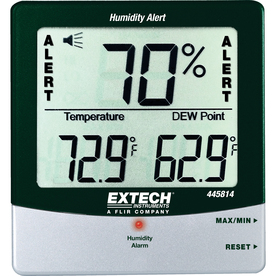 Humidity Alert
ALERT
70%
ALERT
Temperature DEW Point
72.9°F 62.9°F
EXTECH
INSTRUMENTS
A FLIR COMPANY
445814
MAX/MIN
Humidity
Alarm
RESET